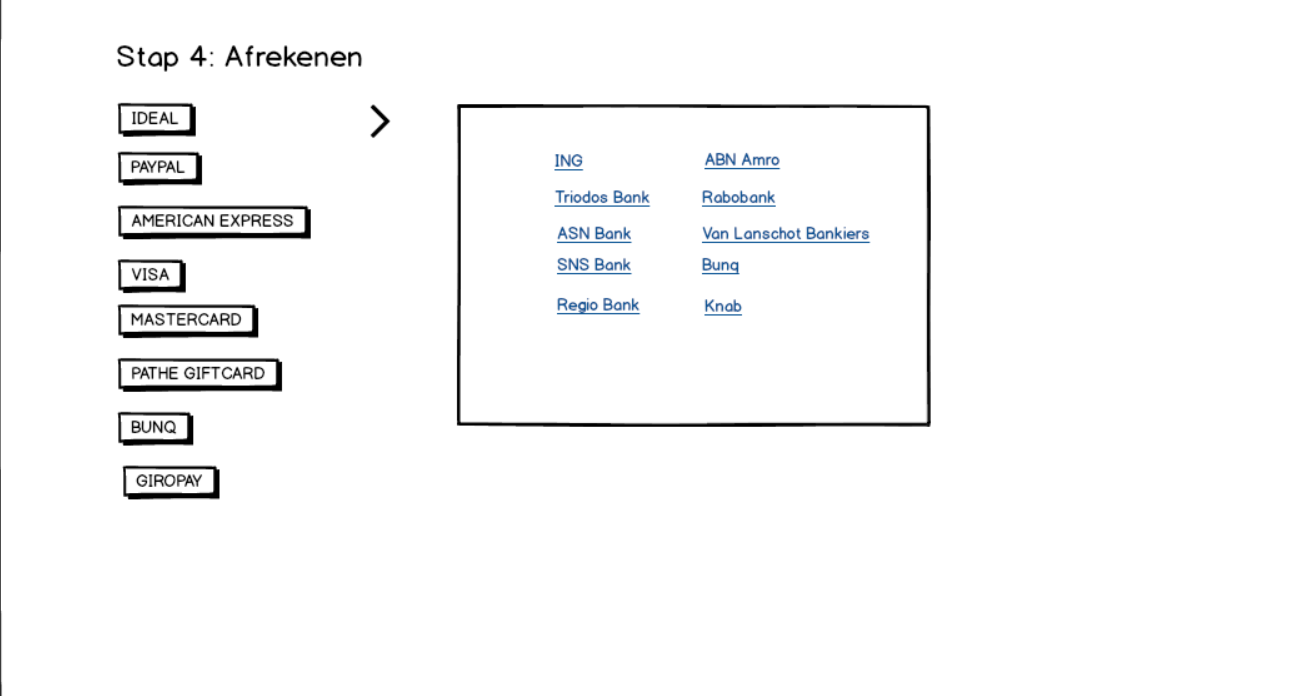 Stap 4: Afrekenen
IDEAL
PAYPAL
AMERICAN EXPRESS
VISA
MASTERCARD
PATHE GIFTCARD
BUNQ
GIROPAY
ING ABN Amro
Triodos Bank Rabobank
ASN Bank Van Lanschot Bankiers
SNS Bank Bunq
Regio Bank Knab